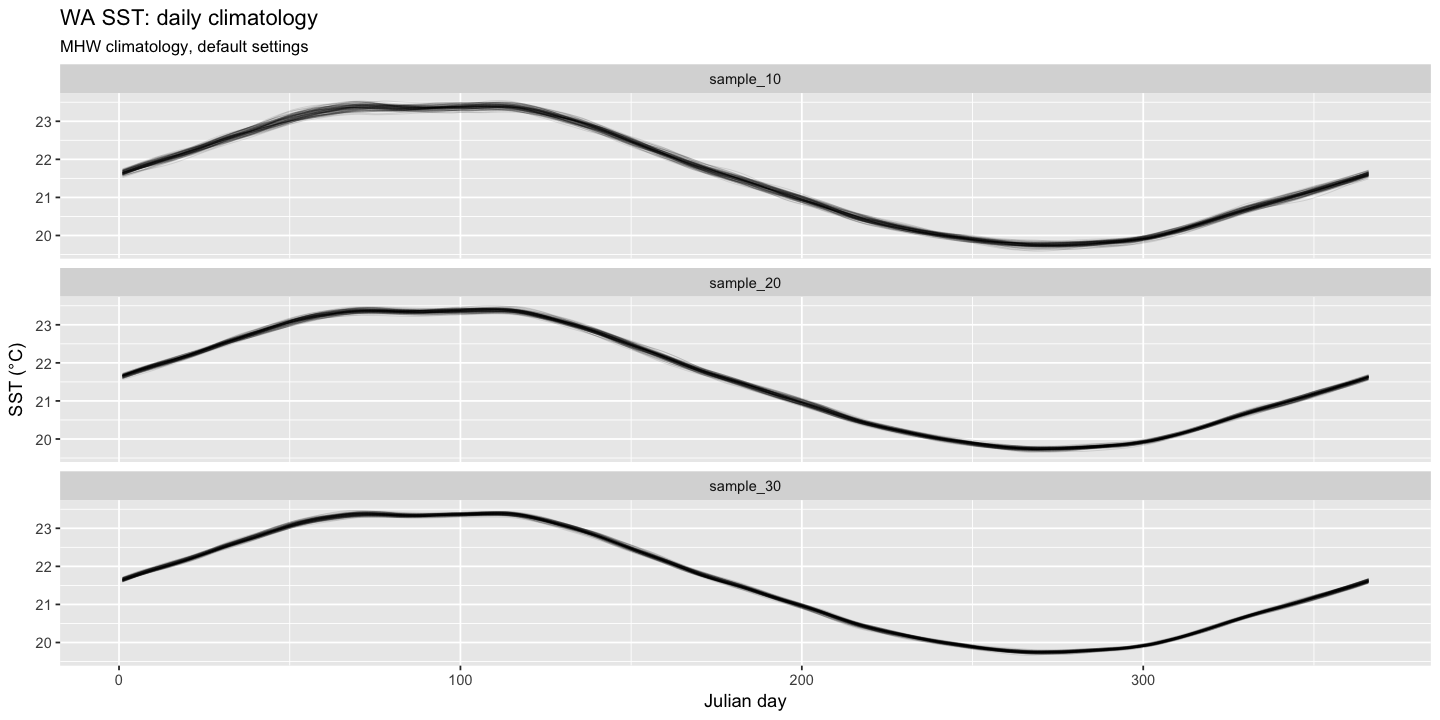 WA SST: daily climatology
MHW climatology, default settings
sample_10
23
22
21
20
sample_20
23
22
21
20
sample_30
23
22
21
20
SST (°C)
0 100 200 300
Julian day